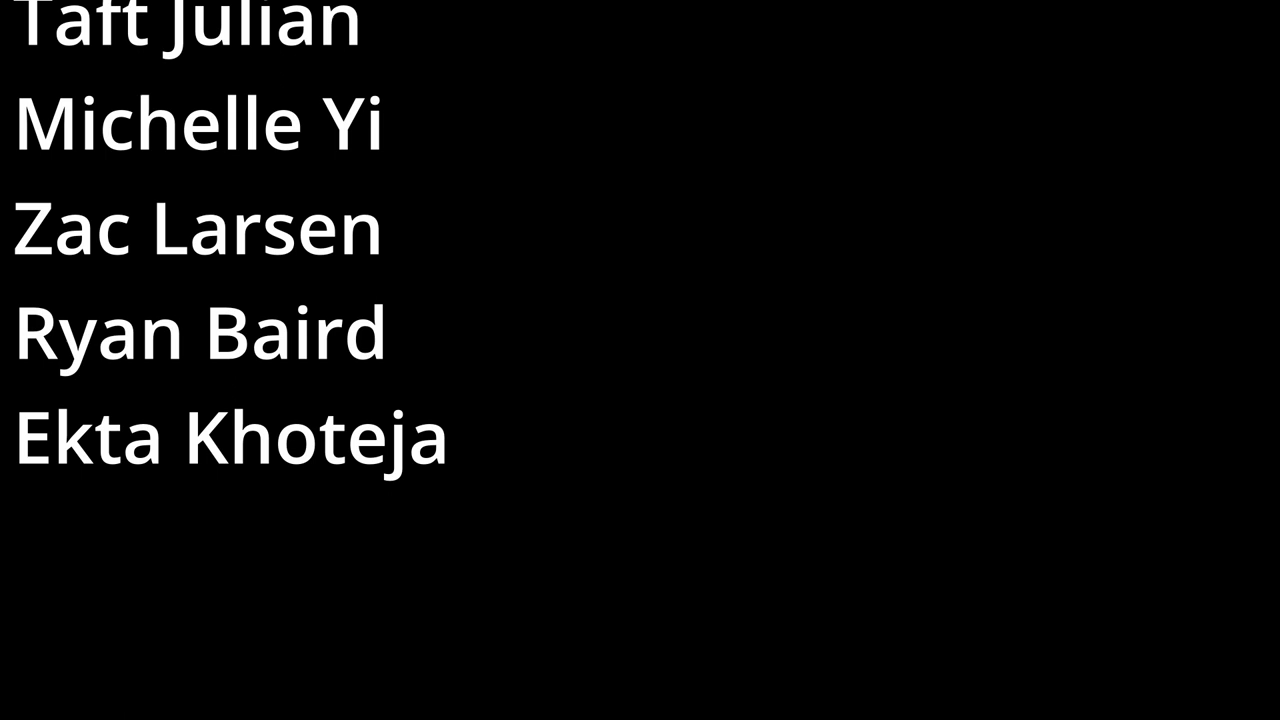 Taft Julian
Michelle Yi
Zac Larsen
Ryan Baird
Ekta Khoteja